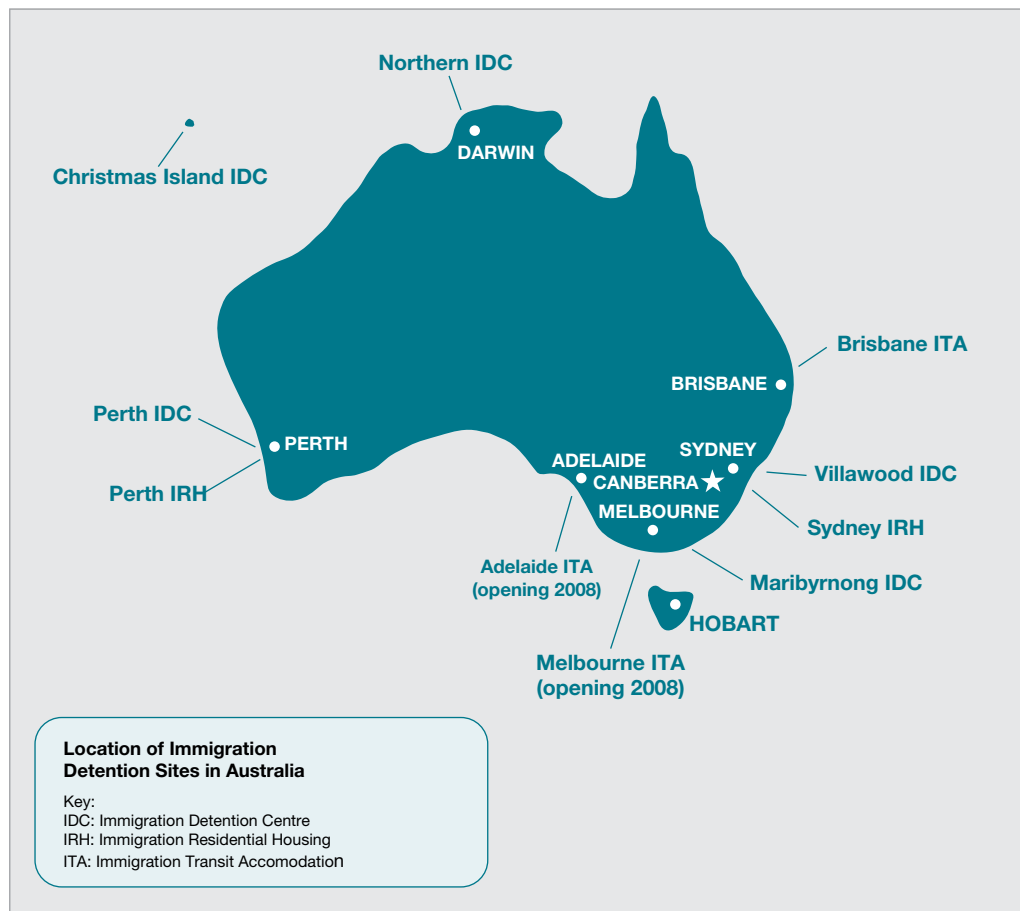 Northern IDC
DARWIN
Christmas Island IDC
Brisbane ITA
BRISBANE
Perth IDC
PERTH
Perth IRH
ADELAIDE
SYDNEY
CANBERRA
Villawood IDC
MELBOURNE
Sydney IRH
Adelaide ITA
(opening 2008)
Maribyrnong IDC
HOBART
Melbourne ITA
(opening 2008)
Location of Immigration
Detention Sites in Australia
Key:
IDC: Immigration Detention Centre
IRH: Immigration Residential Housing
ITA: Immigration Transit Accomodation